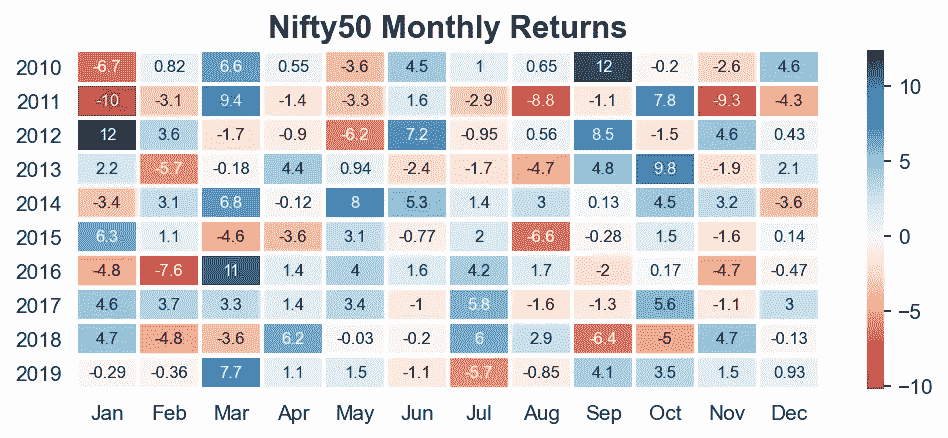 Nifty50 Monthly Returns
2010 -6.7 0.82 6.6 0.55 -3.6 4.5 1 0.65 12 -0.2 -2.6 4.6
2011 -10 -3.1 9.4 -1.4 -3.3 1.6 -2.9 -8.8 -1.1 7.8 -9.3 -4.3
2012 12 3.6 -1.7 -0.9 -6.2 7.2 -0.95 0.56 8.5 -1.5 4.6 0.43
2013 2.2 -5.7 -0.18 4.4 0.94 -2.4 -1.7 -4.7 4.8 9.8 -1.9 2.1
2014 -3.4 3.1 6.8 -0.12 8 5.3 1.4 3 0.13 4.5 3.2 -3.6
2015 6.3 1.1 -4.6 -3.6 3.1 -0.77 2 -6.6 -0.28 1.5 -1.6 0.14
2016 -4.8 -7.6 11 1.4 4 1.6 4.2 1.7 -2 0.17 -4.7 -0.47
2017 4.6 3.7 3.3 1.4 3.4 -1 5.8 -1.6 -1.3 5.6 -1.1 3
2018 4.7 -4.8 -3.6 6.2 -0.03 -0.2 6 2.9 -6.4 -5 4.7 -0.13
2019 -0.29 -0.36 7.7 1.1 1.5 -1.1 -5.7 -0.85 4.1 3.5 1.5 0.93
Jan Feb Mar Apr May Jun Jul Aug Sep Oct Nov Dec
10
5
0
−5
−10